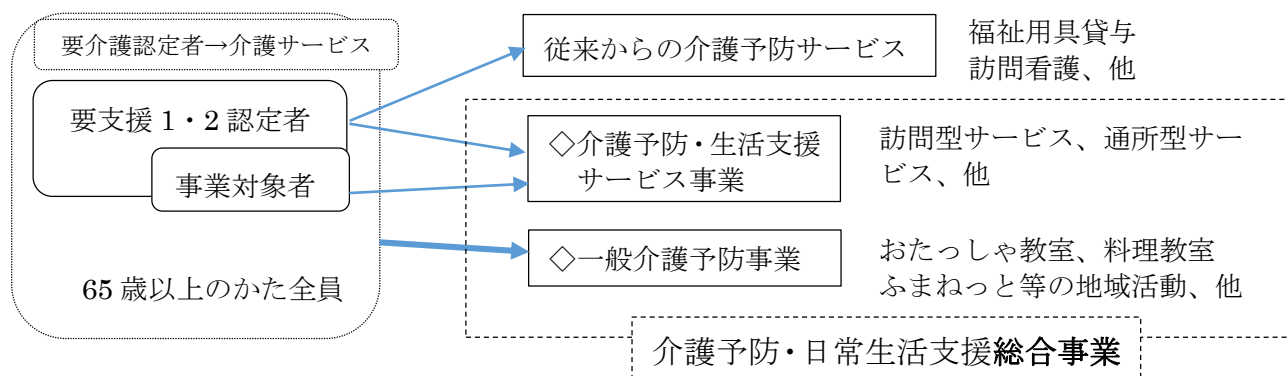 要介護認定者→介護サービス
要支援1・2認定者
事業対象者
65歳以上のかた全員
従来からの介護予防サービス
福祉用具貸与
訪問看護、他
◇介護予防・生活支援
サービス事業
訪問型サービス、通所型サー
ビス、他
◇一般介護予防事業
おたっしゃ教室、料理教室
ふまねっと等の地域活動、他
介護予防・日常生活支援総合事業